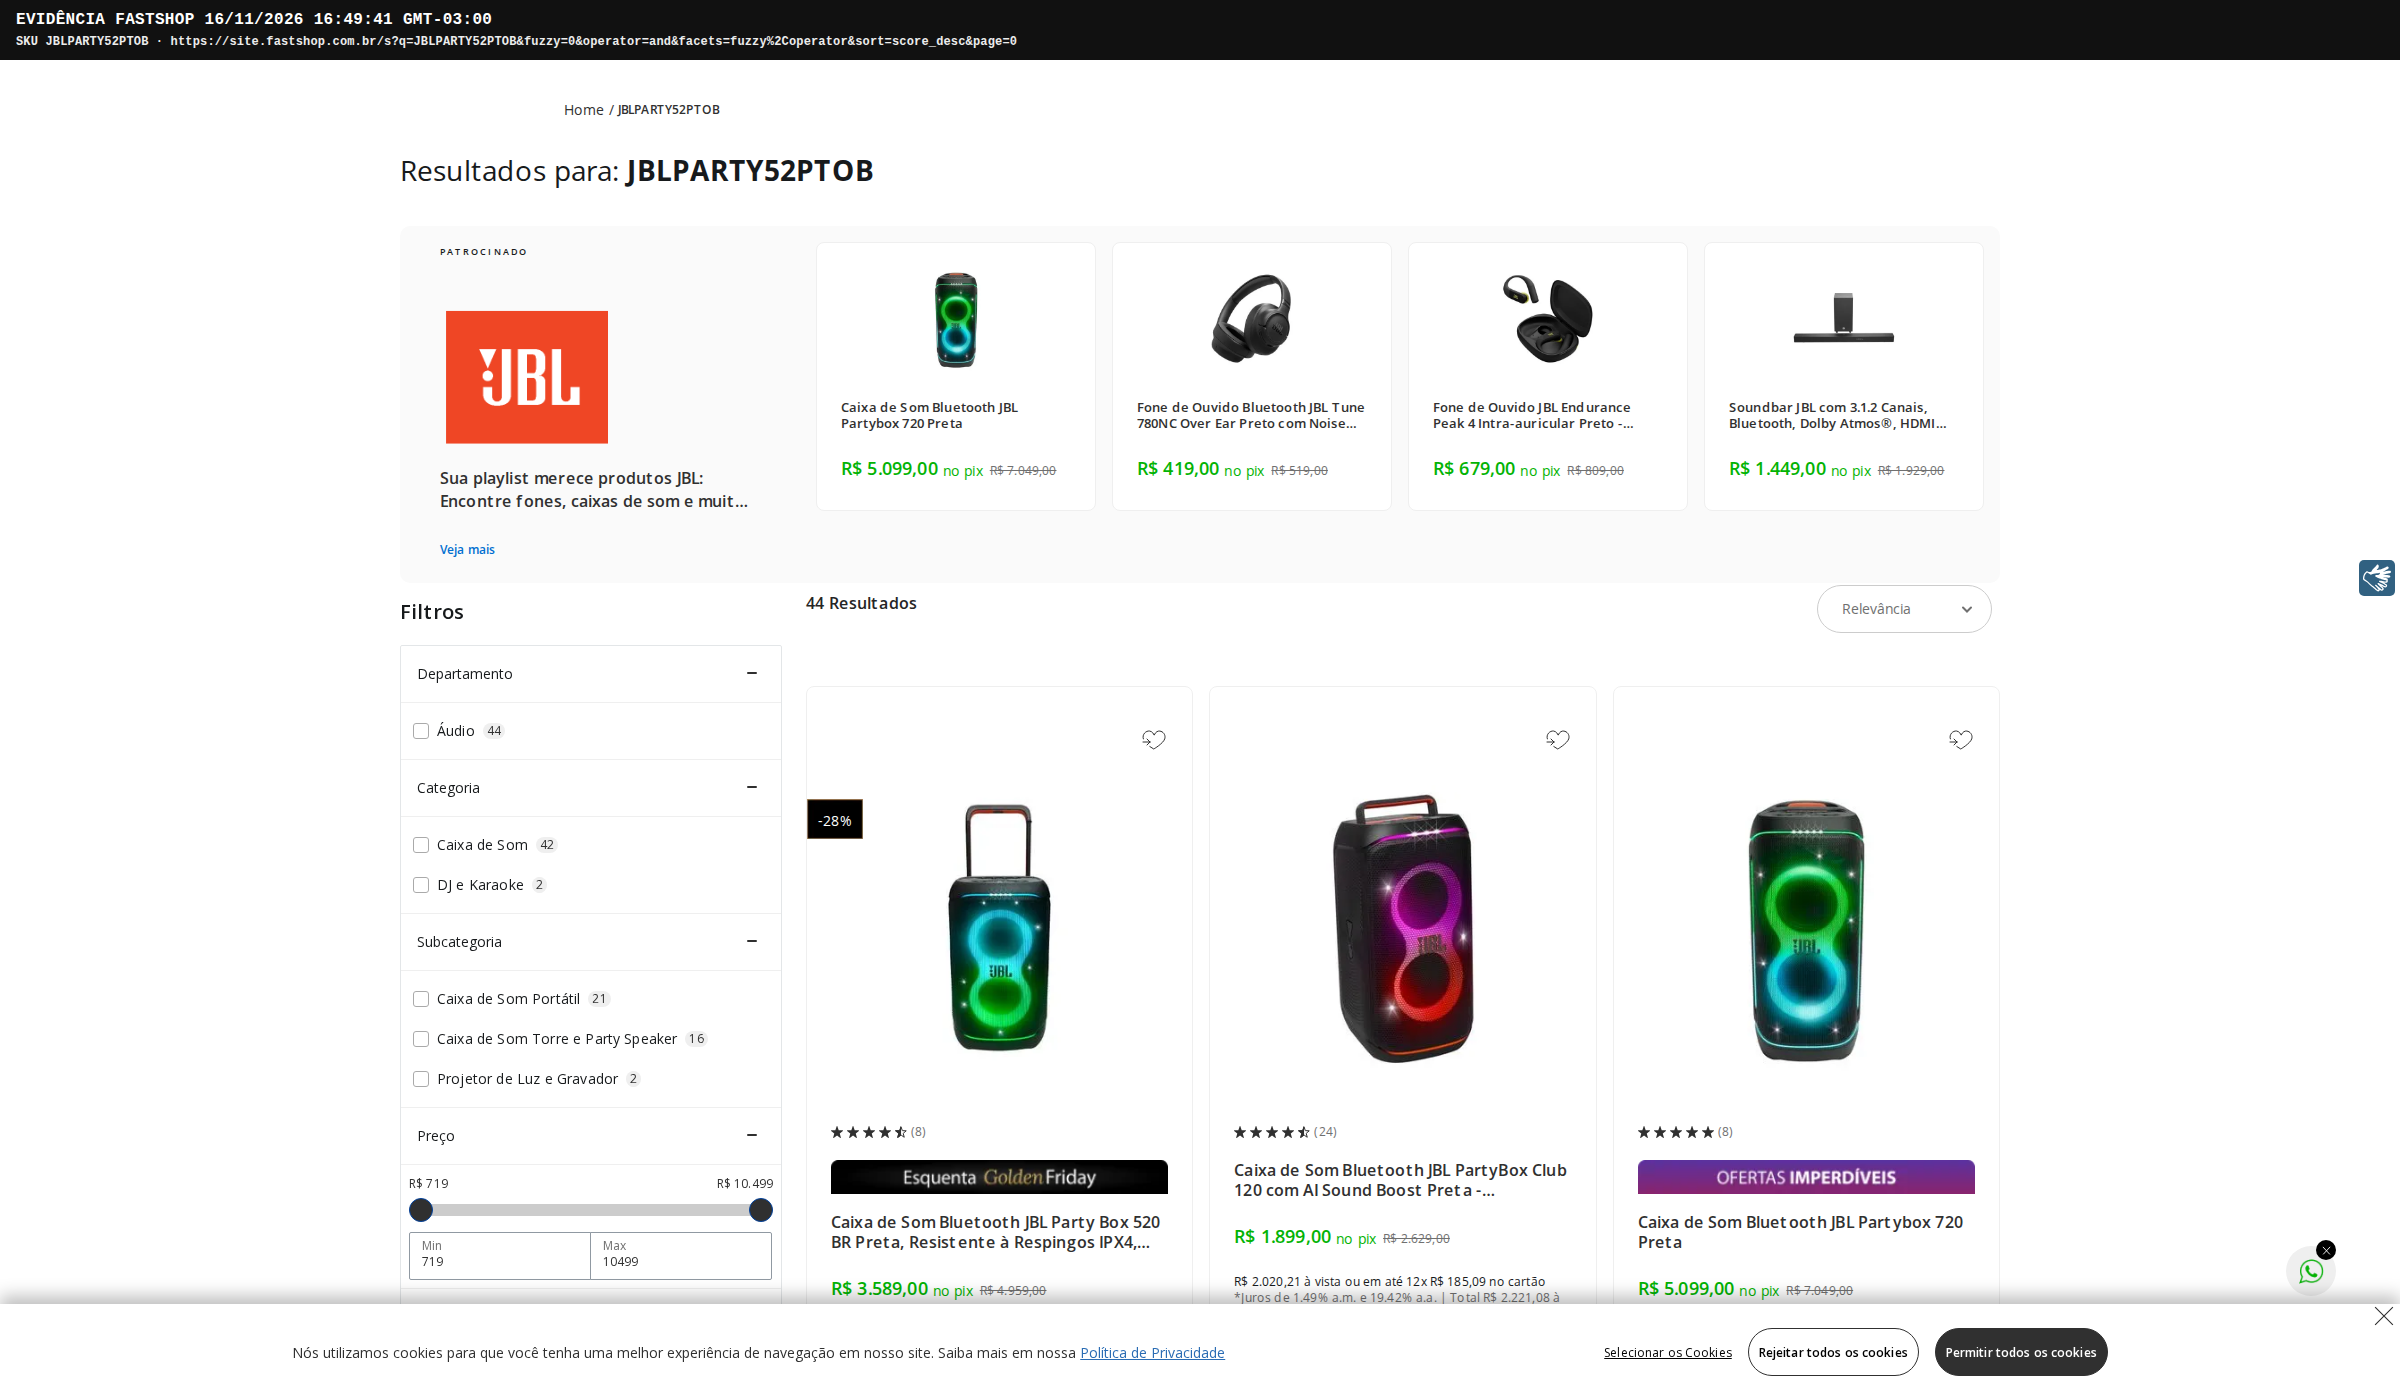 EVIDÊNCIA FASTSHOP 16/11/2026 16:49:41 GMT-03:00
SKU JBLPARTY52PTOB · https://site.fastshop.com.br/s?q=JBLPARTY52PTOB&fuzzy=0&operator=and&facets=fuzzy%2Coperator&sort=score_desc&page=0
Home / JBLPARTY52PTOB
Resultados para: JBLPARTY52PTOB
PATROCINADO
JBL
Sua playlist merece produtos JBL:
Encontre fones, caixas de som e muit...
Veja mais
Caixa de Som Bluetooth JBL
Partybox 720 Preta
R$ 5.099,00 no pix R$ 7.049,00
Fone de Ouvido Bluetooth JBL Tune
780NC Over Ear Preto com Noise...
R$ 419,00 no pix R$ 519,00
Fone de Ouvido JBL Endurance
Peak 4 Intra-auricular Preto -...
R$ 679,00 no pix R$ 809,00
Soundbar JBL com 3.1.2 Canais,
Bluetooth, Dolby Atmos®, HDMI...
R$ 1.449,00 no pix R$ 1.929,00
Filtros
44 Resultados
Relevância
Departamento
Áudio 44
Categoria
Caixa de Som 42
DJ e Karaoke 2
Subcategoria
Caixa de Som Portátil 21
Caixa de Som Torre e Party Speaker 16
Projetor de Luz e Gravador 2
Preço
R$ 719 R$ 10.499
Min
719
Max
10499
-28%
JBL
(8)
Esquenta Golden Friday
Caixa de Som Bluetooth JBL Party Box 520
BR Preta, Resistente à Respingos IPX4,...
R$ 3.589,00 no pix R$ 4.959,00
JBL
(24)
Caixa de Som Bluetooth JBL PartyBox Club
120 com AI Sound Boost Preta -...
R$ 1.899,00 no pix R$ 2.629,00
R$ 2.020,21 à vista ou em até 12x R$ 185,09 no cartão
*Juros de 1.49% a.m. e 19.42% a.a. | Total R$ 2.221,08 à
JBL
(8)
OFERTAS IMPERDÍVEIS
Caixa de Som Bluetooth JBL Partybox 720
Preta
R$ 5.099,00 no pix R$ 7.049,00
Nós utilizamos cookies para que você tenha uma melhor experiência de navegação em nosso site. Saiba mais em nossa Política de Privacidade
Selecionar os Cookies
Rejeitar todos os cookies
Permitir todos os cookies